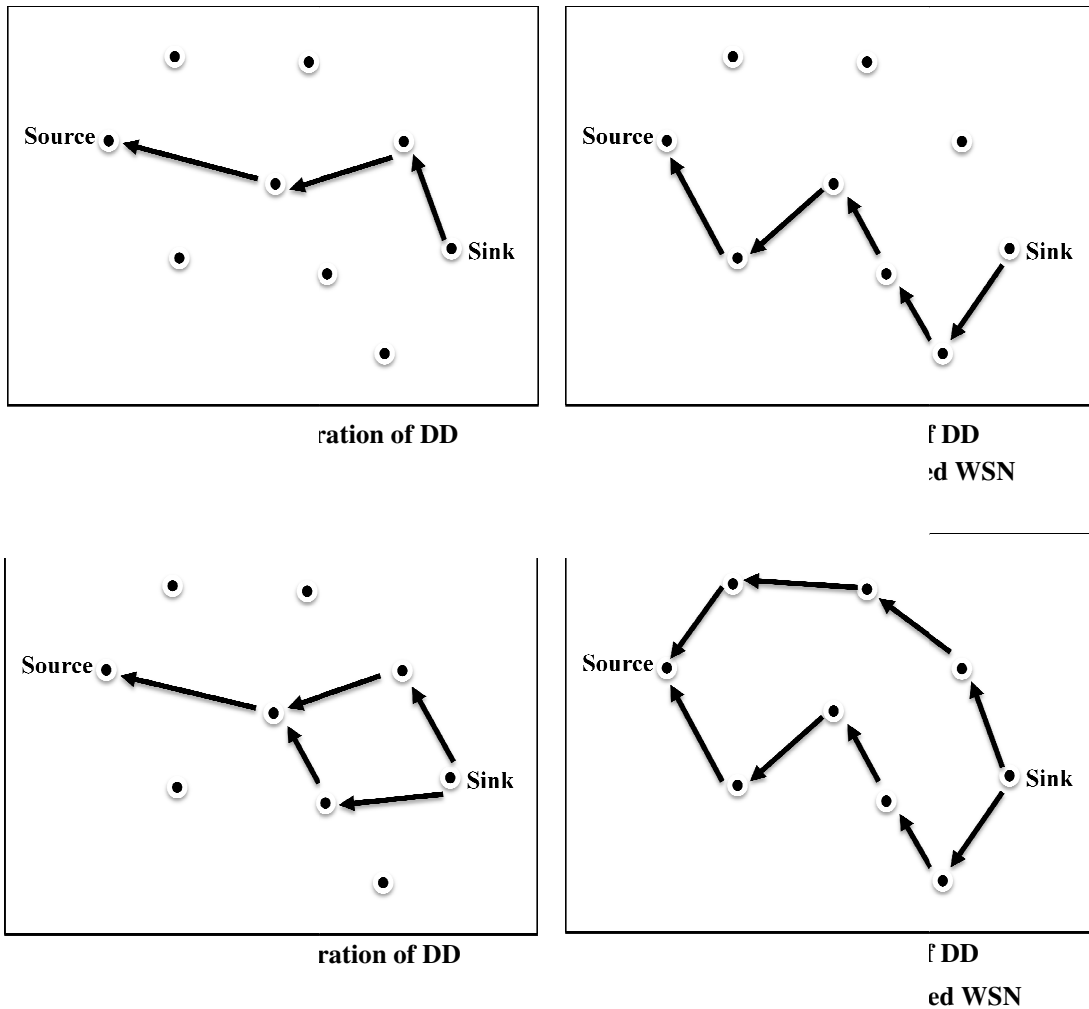 Source
Sink
Source
Sink
ration of DD
f DD
ed WSN
Source
Sink
Source
Sink
ration of DD
f DD
ed WSN